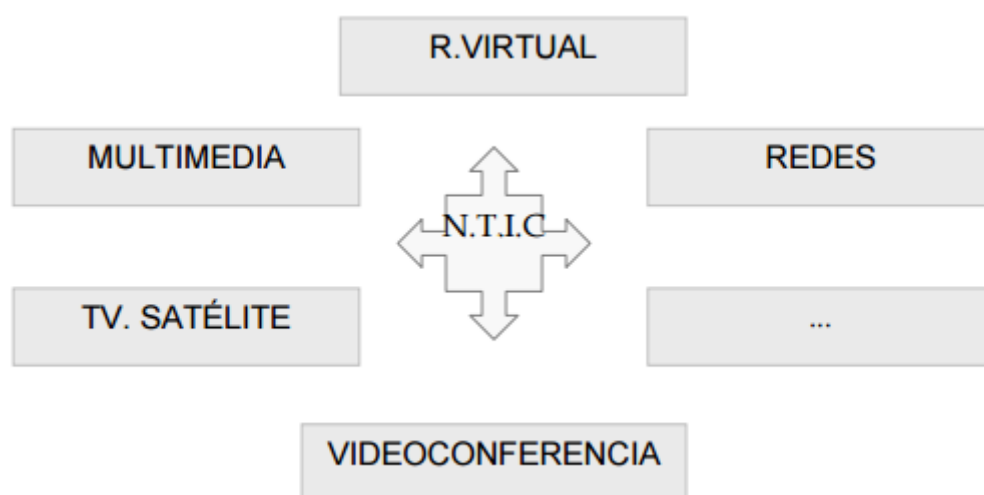 R.VIRTUAL
MULTIMEDIA
REDES
N.T.I.C
TV. SATÉLITE
...
VIDEOCONFERENCIA